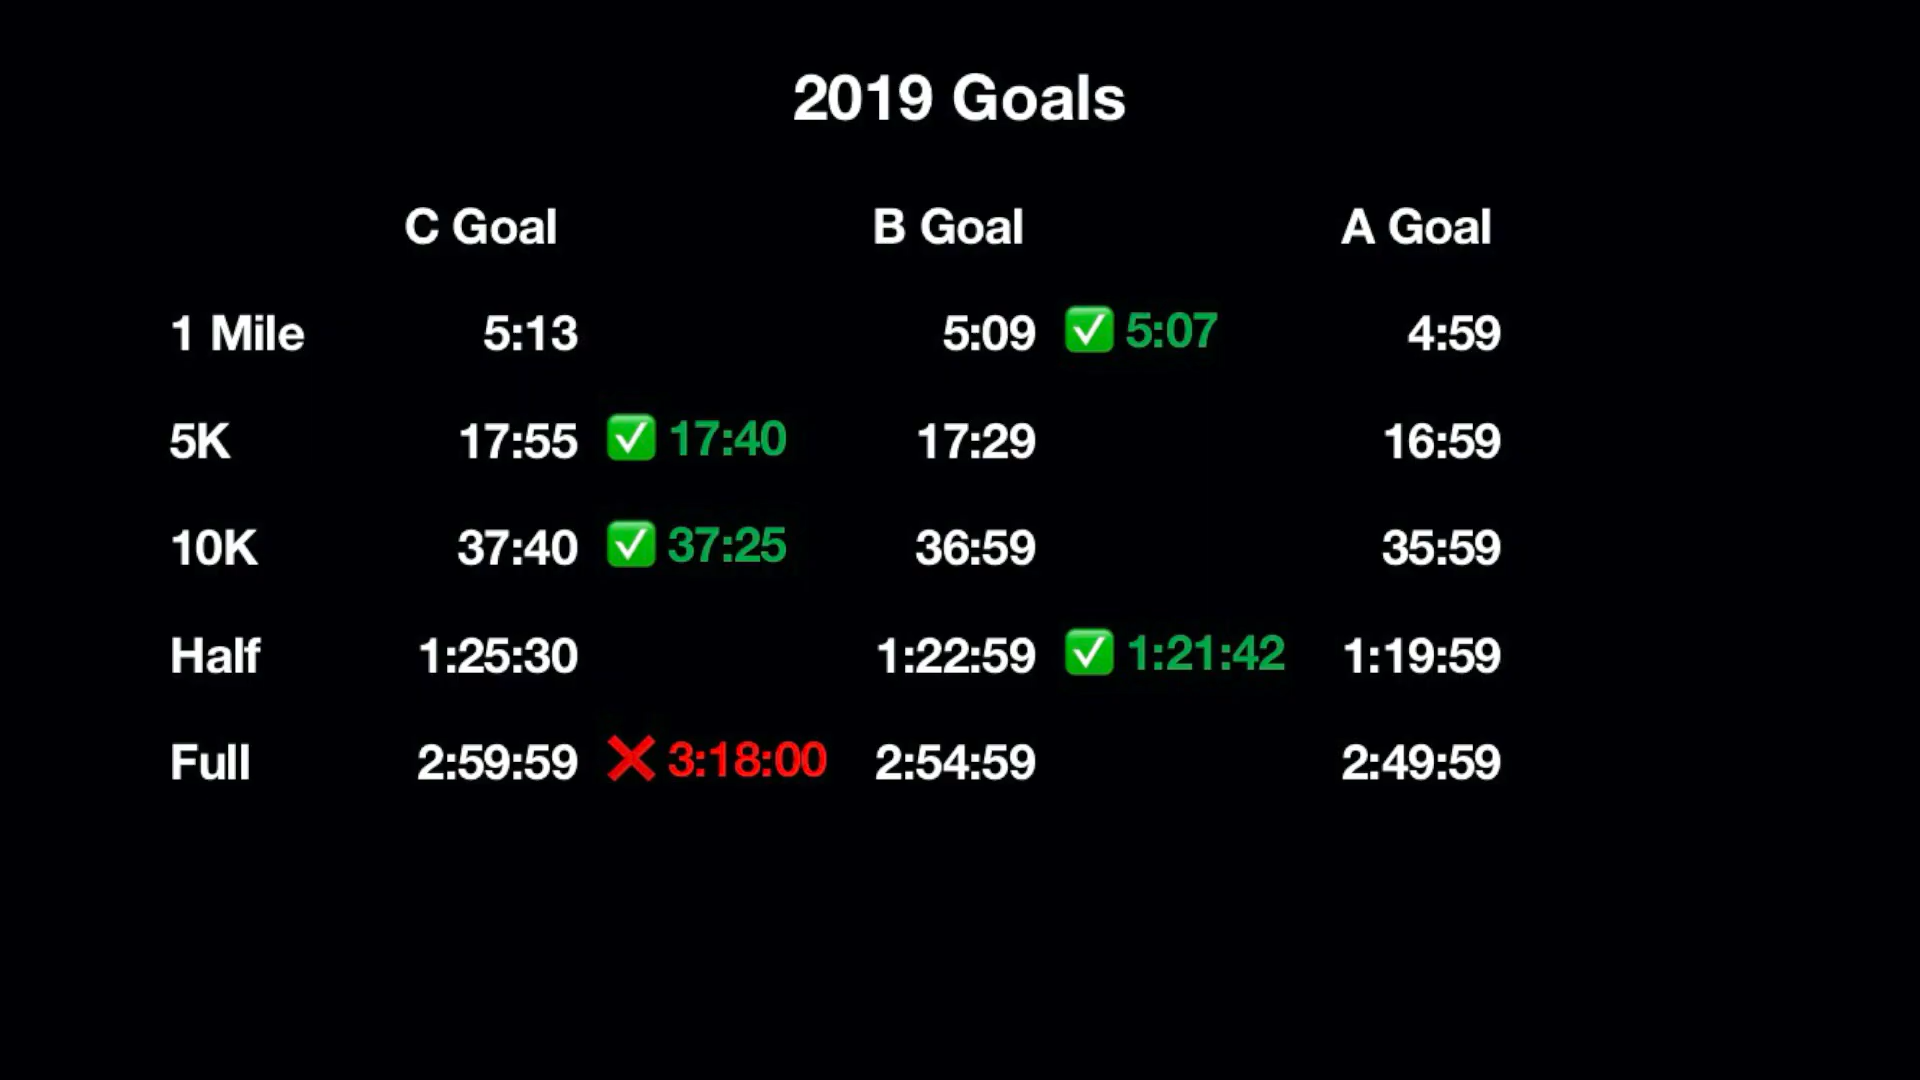 2019 Goals
C Goal B Goal A Goal
1 Mile 5:13 5:09 ✅ 5:07 4:59
5K 17:55 ✅ 17:40 17:29 16:59
10K 37:40 ✅ 37:25 36:59 35:59
Half 1:25:30 1:22:59 ✅ 1:21:42 1:19:59
Full 2:59:59 ❌ 3:18:00 2:54:59 2:49:59